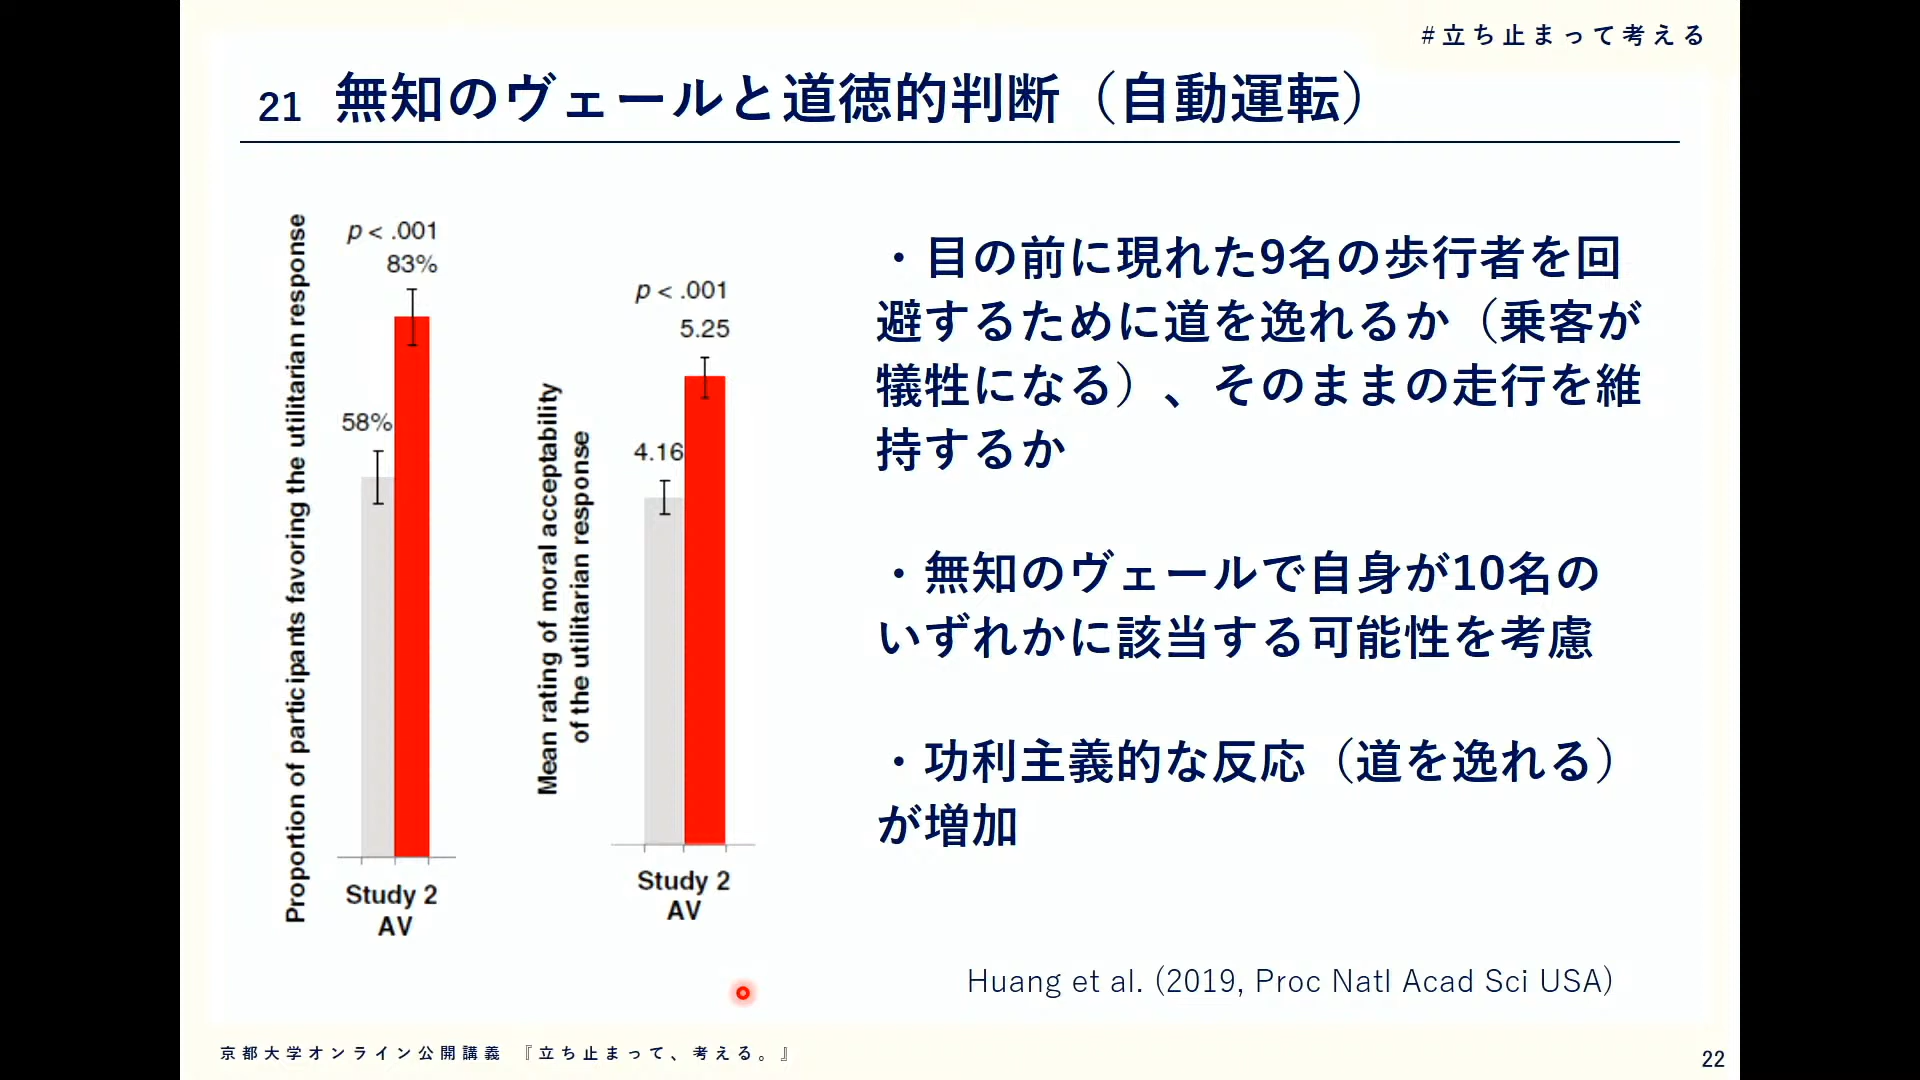 #立ち止まって考える
21 無知のヴェールと道徳的判断（自動運転）
Proportion of participants favoring the utilitarian response
p < .001
83%
58%
Study 2
AV
Mean rating of moral acceptability
of the utilitarian response
p < .001
5.25
4.16
Study 2
AV
・目の前に現れた9名の歩行者を回
避するために道を逸れるか（乗客が
犠牲になる）、そのままの走行を維
持するか
・無知のヴェールで自身が10名の
いずれかに該当する可能性を考慮
・功利主義的な反応（道を逸れる）
が増加
Huang et al. (2019, Proc Natl Acad Sci USA)
京都大学オンライン公開講義 『立ち止まって、考える。』
22